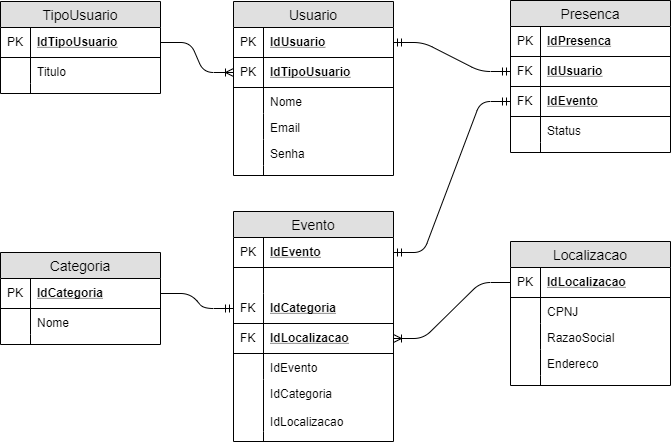 TipoUsuario
PK IdTipoUsuario
Titulo
Usuario
PK IdUsuario
PK IdTipoUsuario
Nome
Email
Senha
Presenca
PK IdPresenca
FK IdUsuario
FK IdEvento
Status
Categoria
PK IdCategoria
Nome
Evento
PK IdEvento
FK IdCategoria
FK IdLocalizacao
IdEvento
IdCategoria
IdLocalizacao
Localizacao
PK IdLocalizacao
CPNJ
RazaoSocial
Endereco